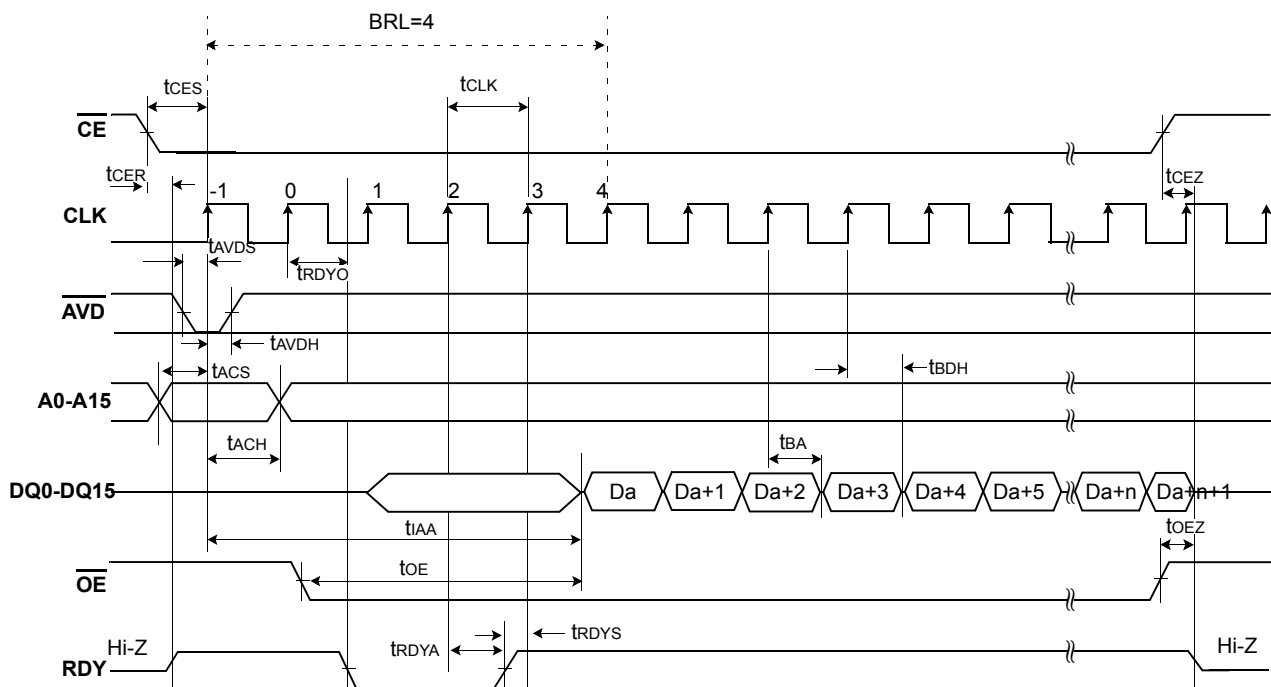 BRL=4
tCES
tCLK
CE
tCER
tCEZ
-1 0 1 2 3 4
CLK
tAVDS
tRDYO
AVD
tAVDH
tACS
tBDH
A0-A15
tACH
tBA
DQ0-DQ15
Da Da+1 Da+2 Da+3 Da+4 Da+5 Da+n Da+n+1
tIAA
tOEZ
tOE
OE
tRDYS
Hi-Z
tRDYA
Hi-Z
RDY